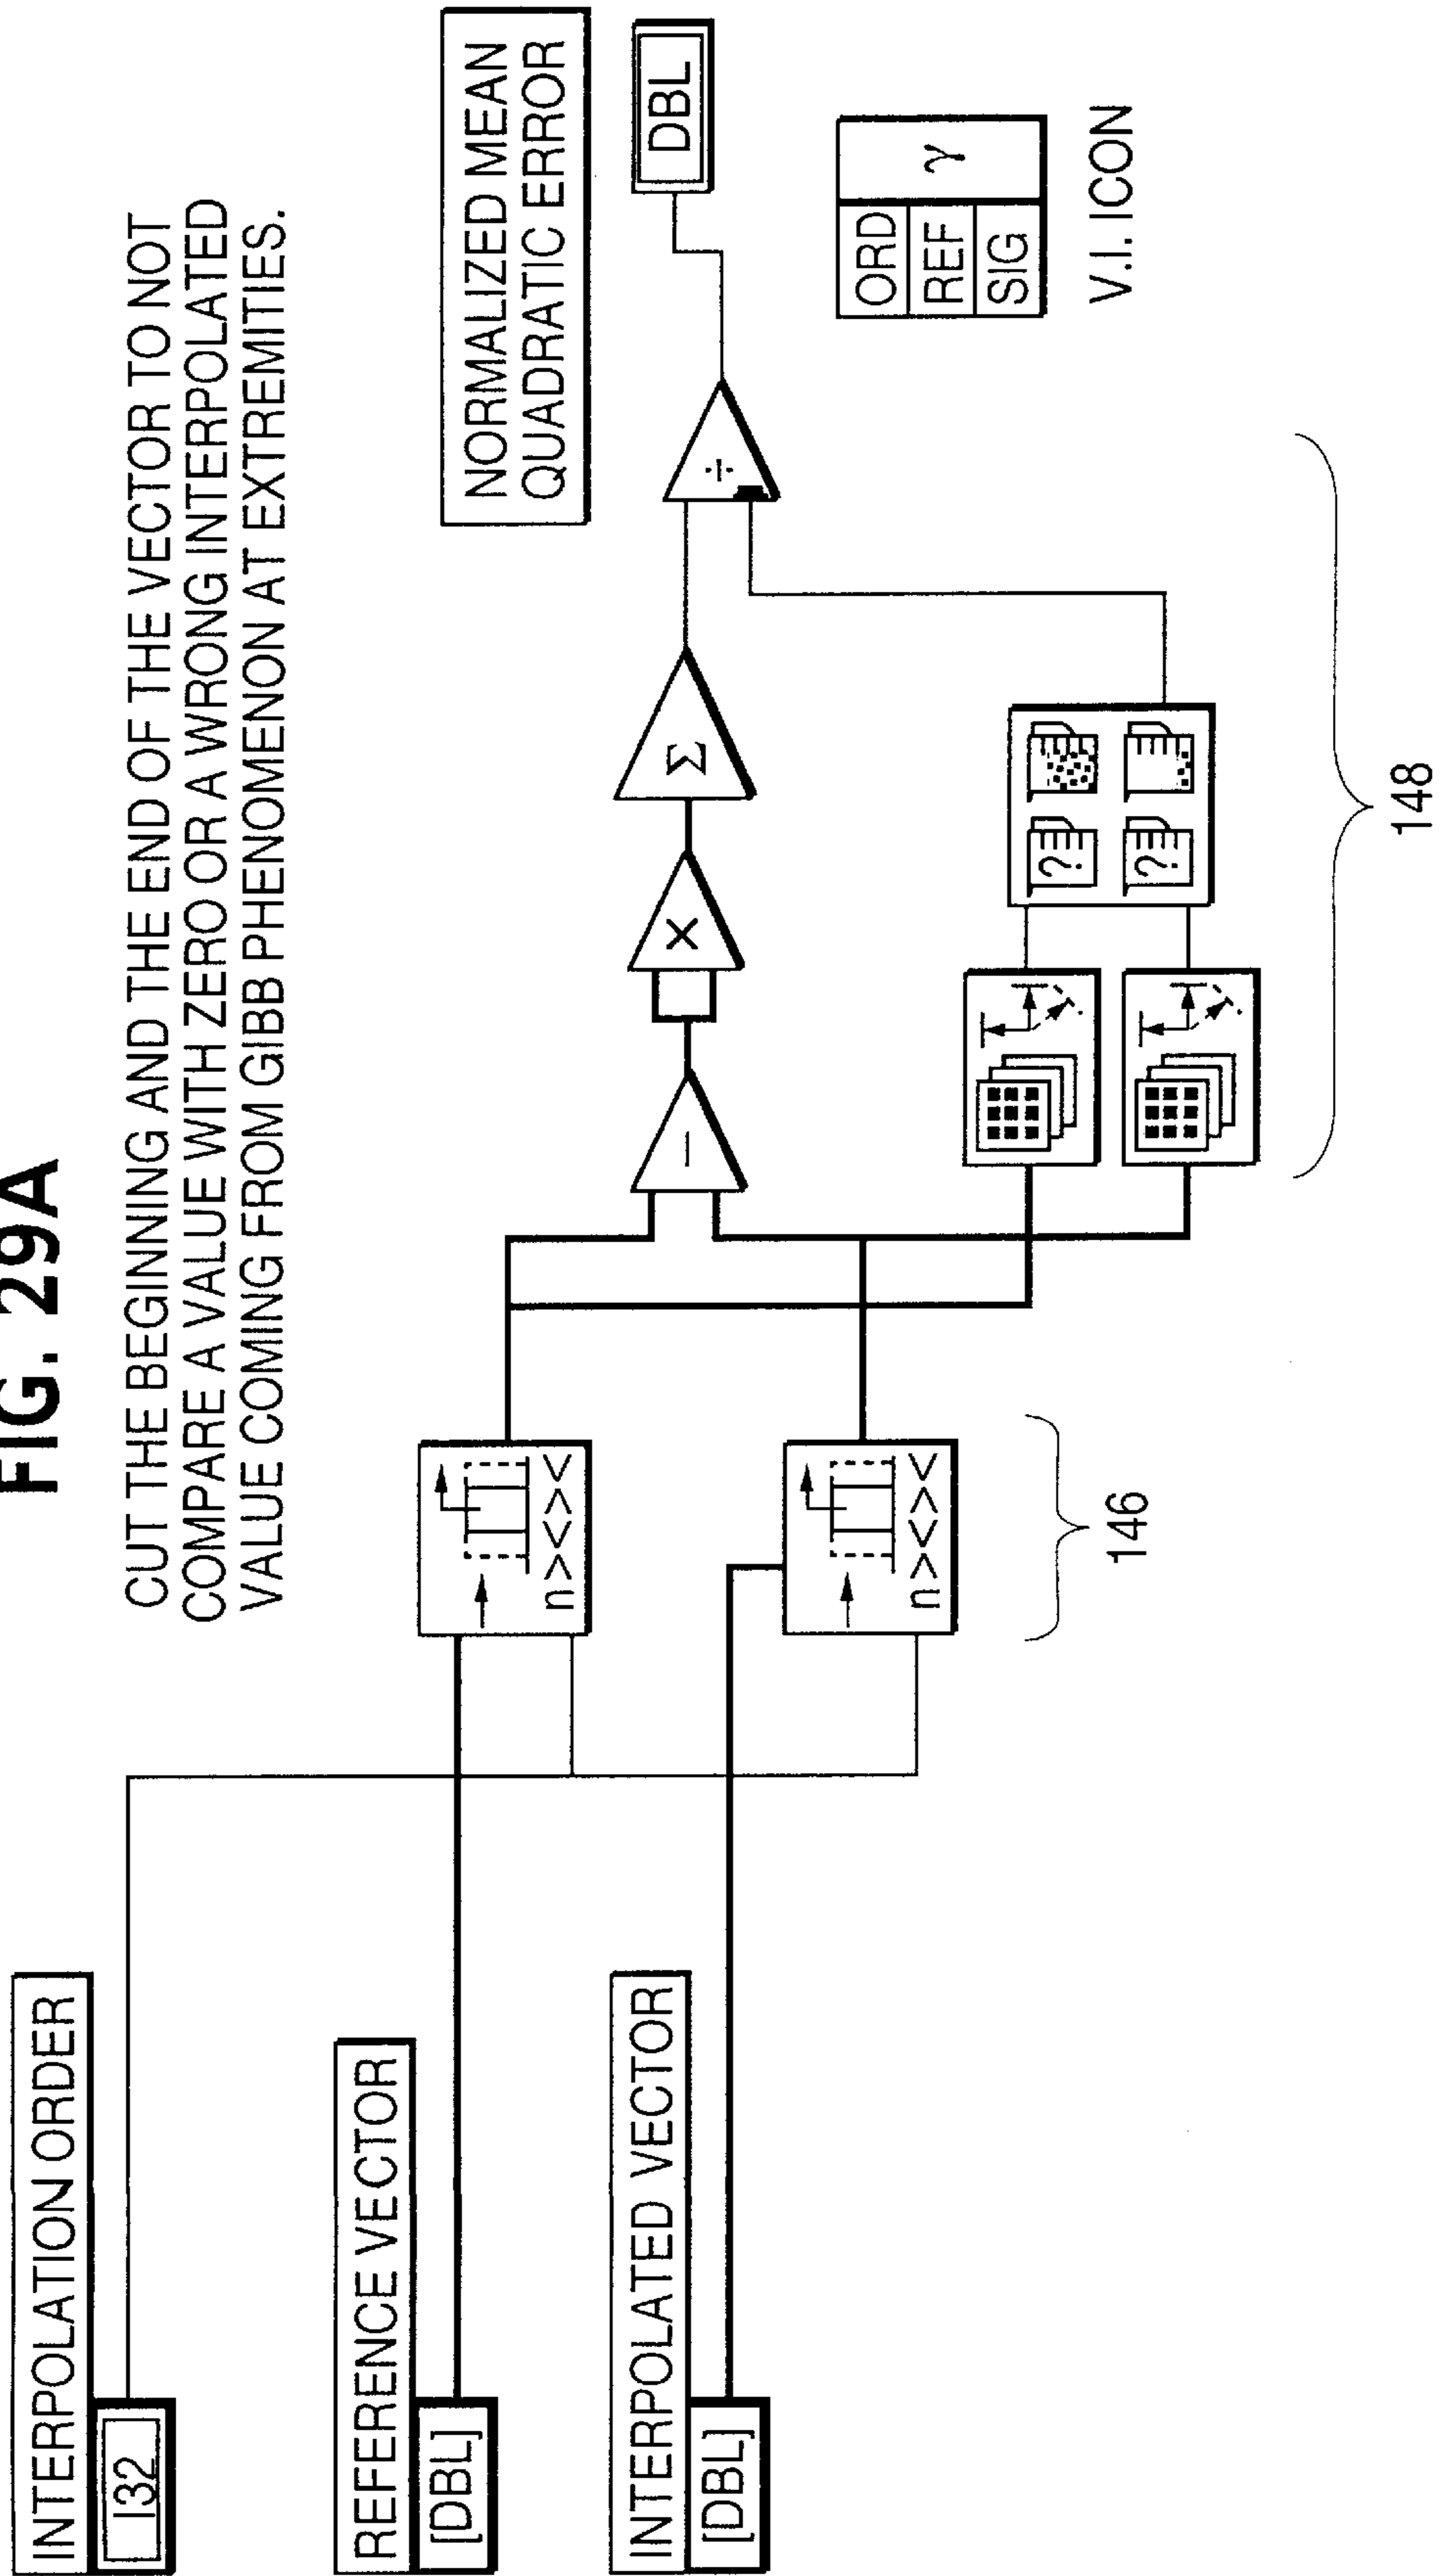 FIG. 29A
CUT THE BEGINNING AND THE END OF THE VECTOR TO NOT
COMPARE A VALUE WITH ZERO OR A WRONG INTERPOLATED
VALUE COMING FROM GIBB PHENOMENON AT EXTREMITIES.
INTERPOLATION ORDER
I32
REFERENCE VECTOR
[DBL]
INTERPOLATED VECTOR
[DBL]
n><><
n><><
146
−
×
Σ
÷
?!
?!
148
NORMALIZED MEAN
QUADRATIC ERROR
DBL
ORD
REF
SIG
γ
V.I. ICON